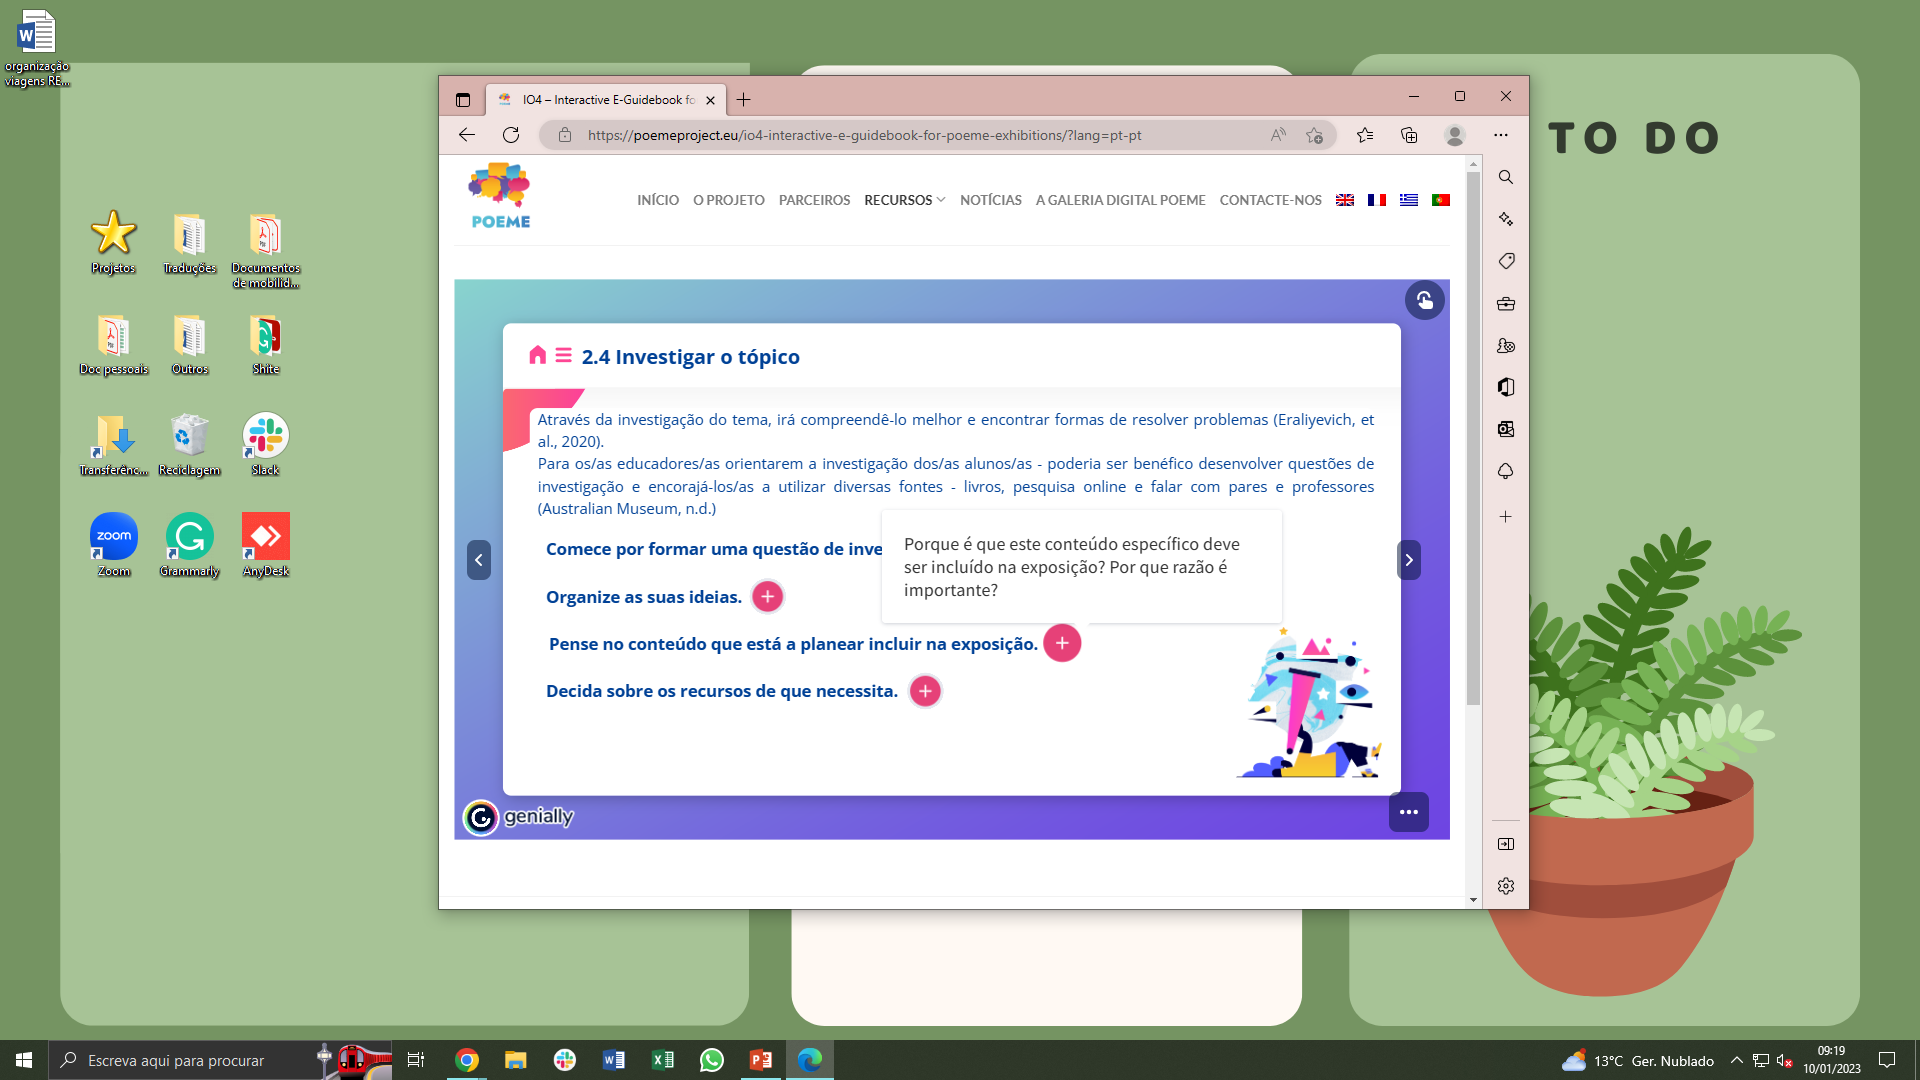 organização
viagens RE...
Projetos
Traduções
Documentos
de mobilid...
Doc pessoais
Outros
Shite
Transferênc...
Reciclagem
Slack
zoom
Zoom
Grammarly
AnyDesk
TO DO
IO4 – Interactive E-Guidebook fo
https://poemeproject.eu/io4-interactive-e-guidebook-for-poeme-exhibitions/?lang=pt-pt
POEME
INÍCIO O PROJETO PARCEIROS RECURSOS NOTÍCIAS A GALERIA DIGITAL POEME CONTACTE-NOS
2.4 Investigar o tópico
Através da investigação do tema, irá compreendê-lo melhor e encontrar formas de resolver problemas (Eraliyevich, et
al., 2020).
Para os/as educadores/as orientarem a investigação dos/as alunos/as - poderia ser benéfico desenvolver questões de
investigação e encorajá-los/as a utilizar diversas fontes - livros, pesquisa online e falar com pares e professores
(Australian Museum, n.d.)
Comece por formar uma questão de inve
Porque é que este conteúdo específico deve
ser incluído na exposição? Por que razão é
importante?
Organize as suas ideias.
Pense no conteúdo que está a planear incluir na exposição.
Decida sobre os recursos de que necessita.
genially
Escreva aqui para procurar
13°C Ger. Nublado
09:19
10/01/2023